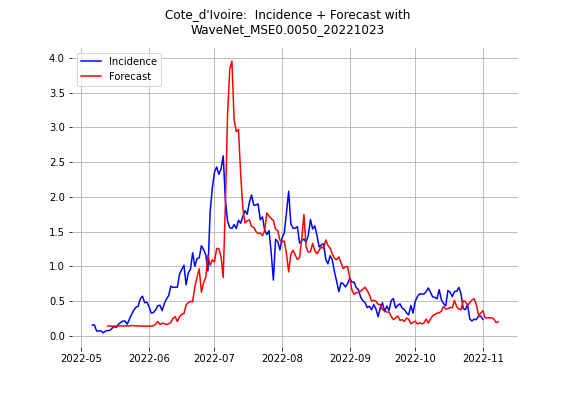 Cote_d'Ivoire:  Incidence + Forecast with
WaveNet_MSE0.0050_20221023
Incidence
Forecast
4.0
3.5
3.0
2.5
2.0
1.5
1.0
0.5
0.0
2022-05 2022-06 2022-07 2022-08 2022-09 2022-10 2022-11